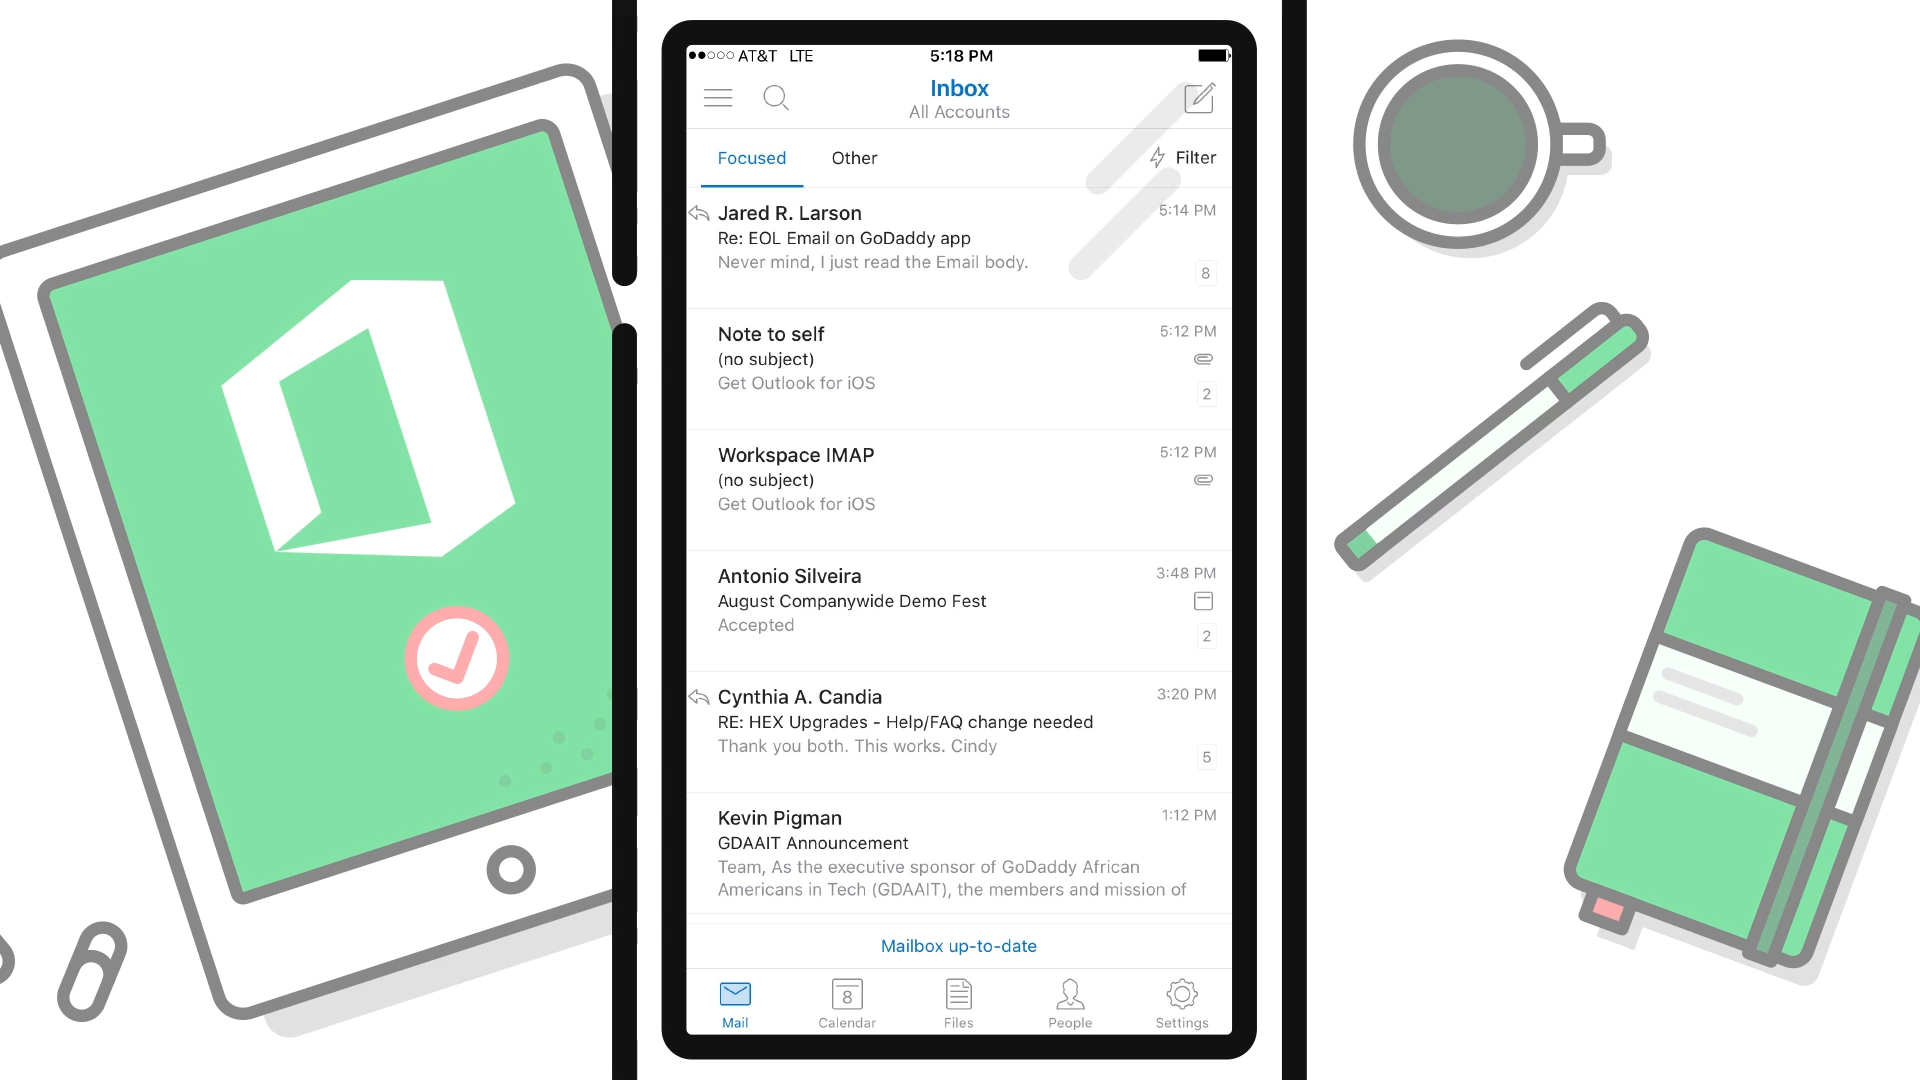 AT&T LTE 5:18 PM
Inbox
All Accounts
Focused Other Filter
Jared R. Larson 5:14 PM
Re: EOL Email on GoDaddy app
Never mind, I just read the Email body.
8
Note to self 5:12 PM
(no subject)
Get Outlook for iOS
2
Workspace IMAP 5:12 PM
(no subject)
Get Outlook for iOS
Antonio Silveira 3:48 PM
August Companywide Demo Fest
Accepted
2
Cynthia A. Candia 3:20 PM
RE: HEX Upgrades - Help/FAQ change needed
Thank you both. This works. Cindy
5
Kevin Pigman 1:12 PM
GDAAIT Announcement
Team, As the executive sponsor of GoDaddy African
Americans in Tech (GDAAIT), the members and mission of
Mailbox up-to-date
8
Mail Calendar Files People Settings